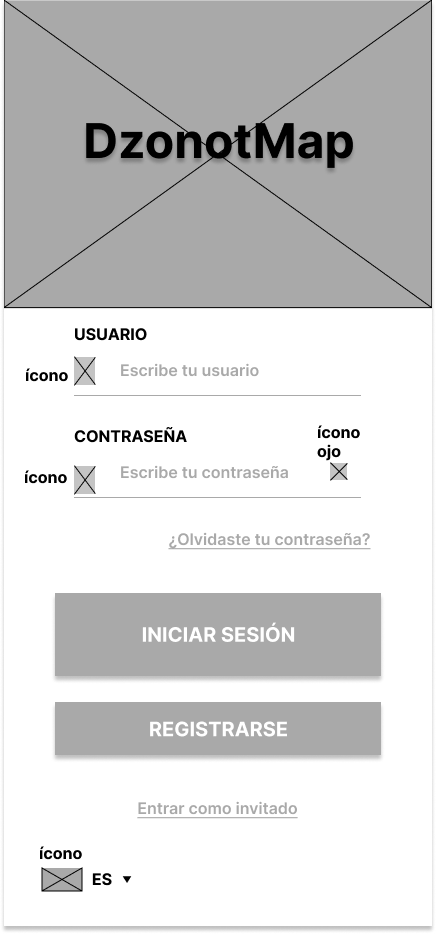 DzonotMap
USUARIO
ícono
Escribe tu usuario
CONTRASEÑA
ícono
ojo
ícono
Escribe tu contraseña
¿Olvidaste tu contraseña?
INICIAR SESIÓN
REGISTRARSE
Entrar como invitado
ícono
ES